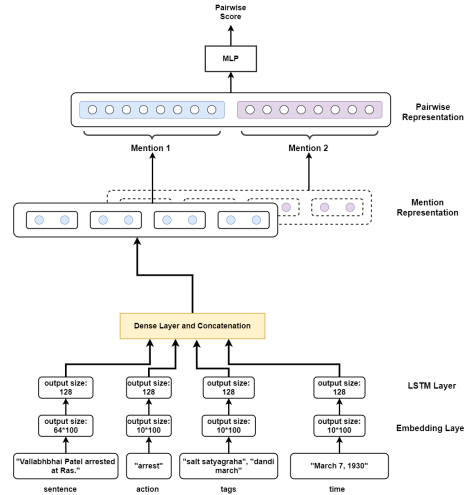 Pairwise
Score
MLP
Pairwise
Representation
Mention 1
Mention 2
Mention
Representation
Dense Layer and Concatenation
output size:
128
output size:
128
output size:
128
output size:
128
LSTM Layer
output size:
64*100
output size:
10*100
output size:
10*100
output size:
10*100
Embedding Laye
"Vallabhbhai Patel arrested
at Ras."
"arrest"
"salt satyagraha", "dandi
march"
"March 7, 1930"
sentence
action
tags
time